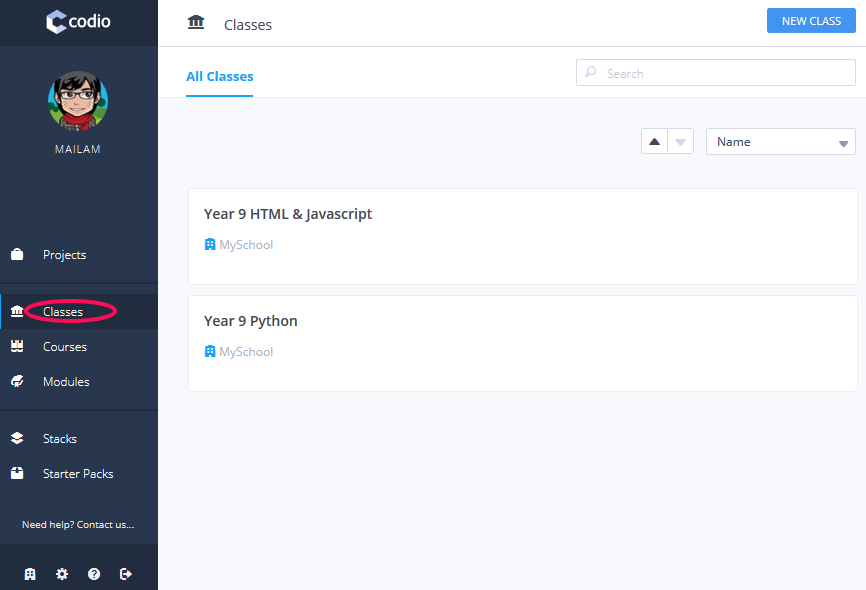 codio
MAILAM
Projects
Classes
Courses
Modules
Stacks
Starter Packs
Need help? Contact us...
Classes
NEW CLASS
All Classes
Search
Name
Year 9 HTML & Javascript
MySchool
Year 9 Python
MySchool